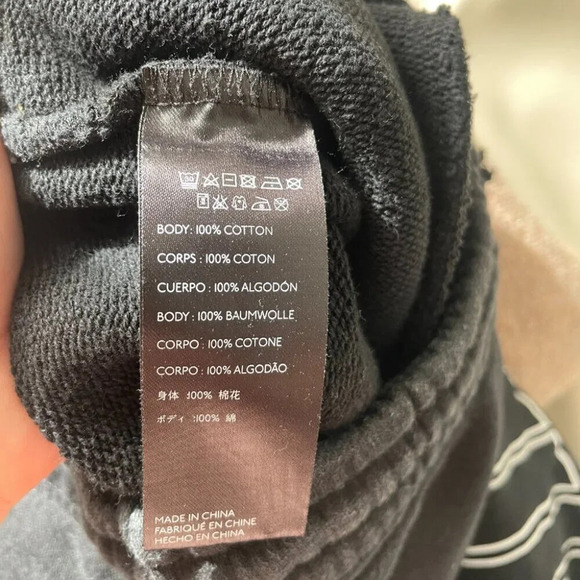 30
BODY: 100% COTTON
CORPS : 100% COTON
CUERPO : 100% ALGODÓN
BODY : 100% BAUMWOLLE
CORPO : 100% COTONE
CORPO : 100% ALGODÃO
身体 :100% 棉花
ボディ :100% 綿
MADE IN CHINA
FABRIQUÉ EN CHINE
HECHO EN CHINA